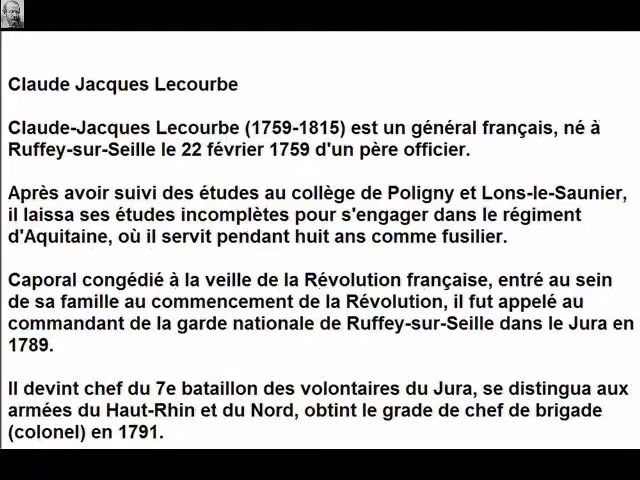 Claude Jacques Lecourbe
Claude-Jacques Lecourbe (1759-1815) est un général français, né à
Ruffey-sur-Seille le 22 février 1759 d'un père officier.
Après avoir suivi des études au collège de Poligny et Lons-le-Saunier,
il laissa ses études incomplètes pour s'engager dans le régiment
d'Aquitaine, où il servit pendant huit ans comme fusilier.
Caporal congédié à la veille de la Révolution française, entré au sein
de sa famille au commencement de la Révolution, il fut appelé au
commandant de la garde nationale de Ruffey-sur-Seille dans le Jura en
1789.
Il devint chef du 7e bataillon des volontaires du Jura, se distingua aux
armées du Haut-Rhin et du Nord, obtint le grade de chef de brigade
(colonel) en 1791.